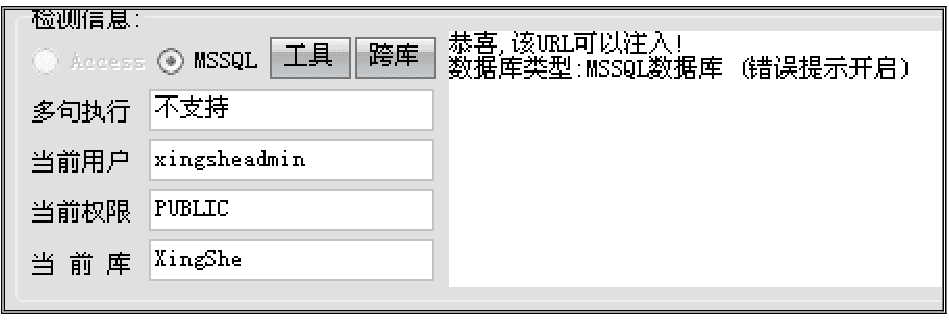 检测信息:
Access MSSQL 工具 跨库
多句执行 不支持
当前用户 xingsheadmin
当前权限 PUBLIC
当前库 XingShe
恭喜,该URL可以注入!
数据库类型:MSSQL数据库 (错误提示开启)